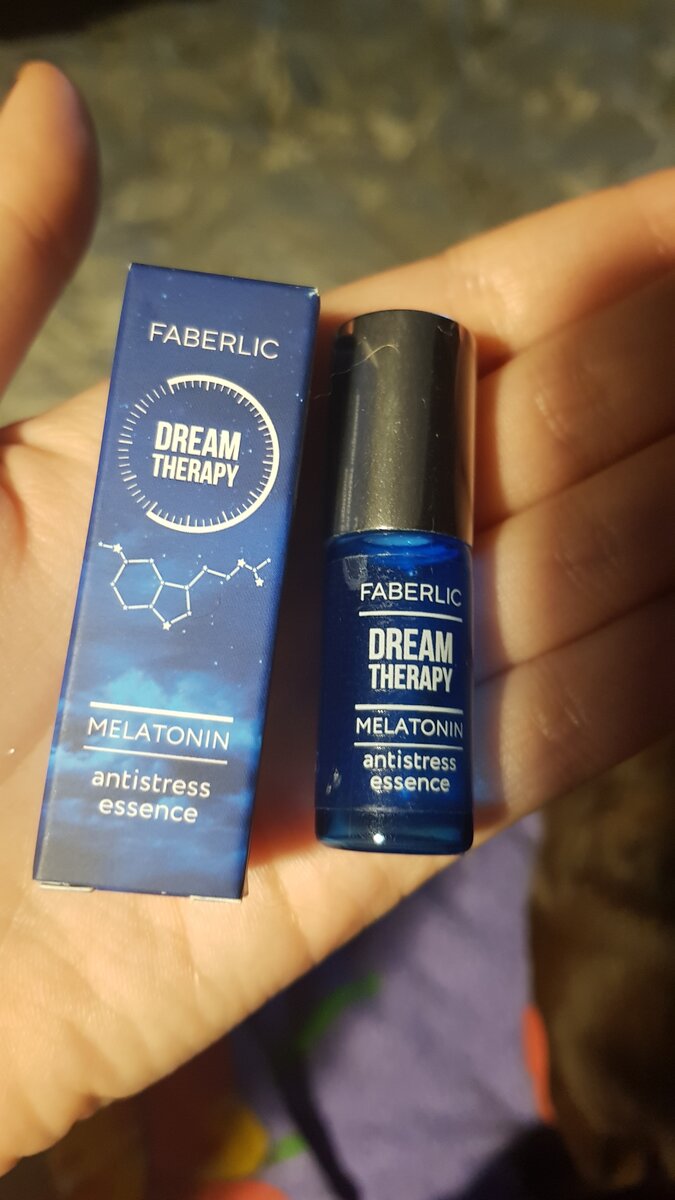 FABERLIC
DREAM
THERAPY
MELATONIN
antistress
essence
FABERLIC
DREAM
THERAPY
MELATONIN
antistress
essence